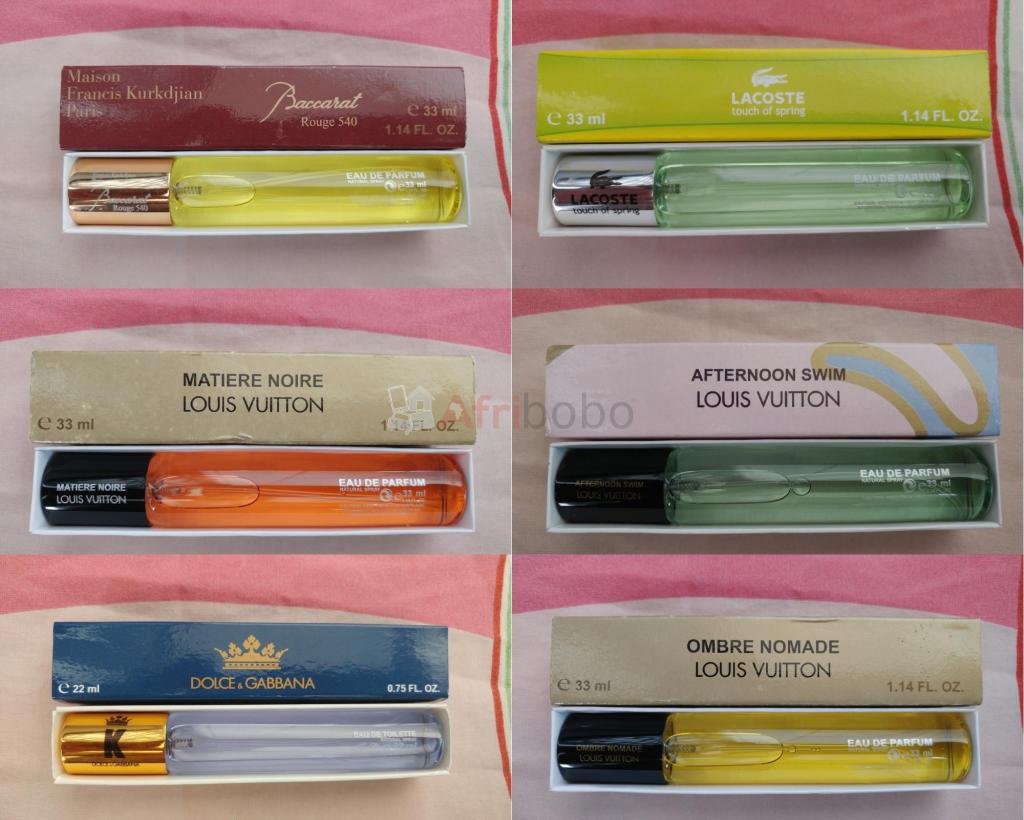 Maison
Francis Kurkdjian
Paris
Baccarat
Rouge 540
℮ 33 ml
1.14 FL. OZ.
Baccarat
Rouge 540
EAU DE PARFUM
NATURAL SPRAY
℮ 33 ml
LACOSTE
touch of spring
℮ 33 ml
1.14 FL. OZ.
LACOSTE
touch of spring
EAU DE PARFUM
MATIERE NOIRE
LOUIS VUITTON
℮ 33 ml
1.14 FL. OZ.
MATIERE NOIRE
LOUIS VUITTON
EAU DE PARFUM
NATURAL SPRAY
℮ 33 ml
Afribobo
AFTERNOON SWIM
LOUIS VUITTON
AFTERNOON SWIM
LOUIS VUITTON
EAU DE PARFUM
NATURAL SPRAY
℮ 33 ml
DOLCE & GABBANA
℮ 22 ml
0.75 FL. OZ.
K
DOLCE & GABBANA
EAU DE TOILETTE
NATURAL SPRAY
OMBRE NOMADE
LOUIS VUITTON
℮ 33 ml
1.14 FL. OZ.
OMBRE NOMADE
LOUIS VUITTON
EAU DE PARFUM
℮ 33 ml